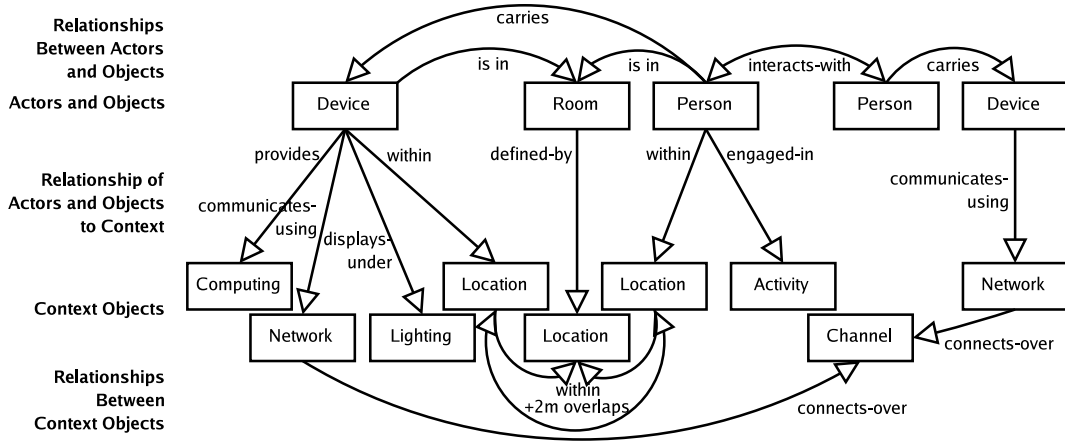 Relationships
Between Actors
and Objects
carries
is in
is in
interacts-with
carries
Actors and Objects
Device
Room
Person
Person
Device
provides
within
defined-by
within
engaged-in
Relationship of
Actors and Objects
to Context
communicates-
using
displays-
under
communicates-
using
Computing
Location
Location
Activity
Network
Context Objects
Network
Lighting
Location
Channel
connects-over
Relationships
Between
Context Objects
within
+2m overlaps
connects-over